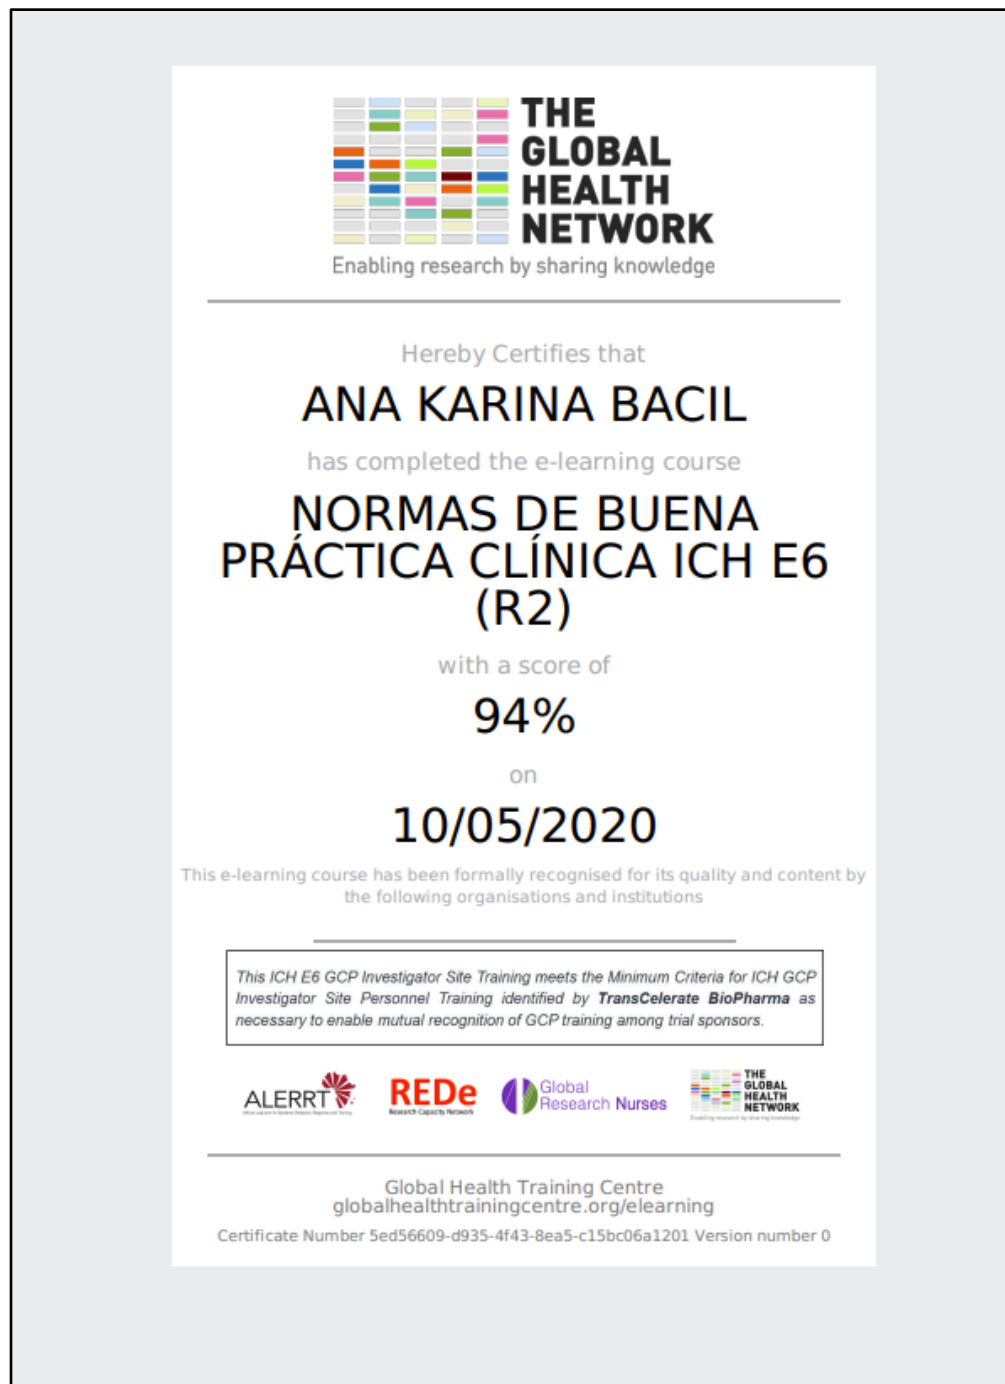 THE
GLOBAL
HEALTH
NETWORK
Enabling research by sharing knowledge
Hereby Certifies that
ANA KARINA BACIL
has completed the e-learning course
NORMAS DE BUENA
PRÁCTICA CLÍNICA ICH E6
(R2)
with a score of
94%
on
10/05/2020
This e-learning course has been formally recognised for its quality and content by
the following organisations and institutions
This ICH E6 GCP Investigator Site Training meets the Minimum Criteria for ICH GCP
Investigator Site Personnel Training identified by TransCelerate BioPharma as
necessary to enable mutual recognition of GCP training among trial sponsors.
ALERRT
REDe
Research Capacity Network
Global
Research Nurses
THE
GLOBAL
HEALTH
NETWORK
Enabling research by sharing knowledge
Global Health Training Centre
globalhealthtrainingcentre.org/elearning
Certificate Number 5ed56609-d935-4f43-8ea5-c15bc06a1201 Version number 0